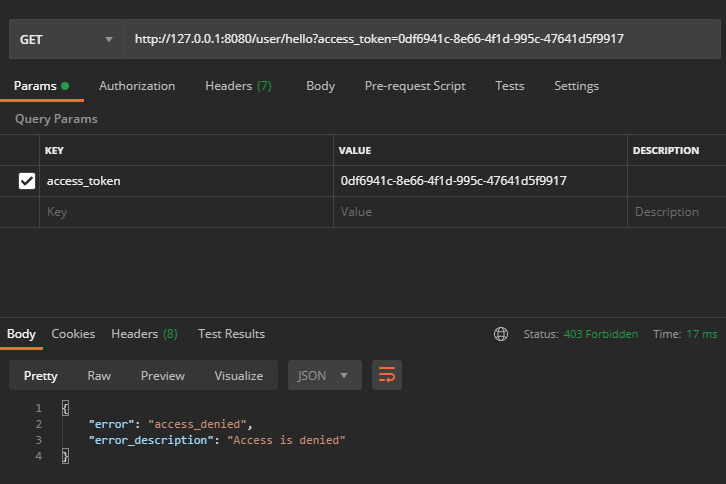 GET http://127.0.0.1:8080/user/hello?access_token=0df6941c-8e66-4f1d-995c-47641d5f9917
Params Authorization Headers (7) Body Pre-request Script Tests Settings
Query Params
KEY VALUE DESCRIPTION
access_token 0df6941c-8e66-4f1d-995c-47641d5f9917
Key Value Description
Body Cookies Headers (8) Test Results Status: 403 Forbidden Time: 17 ms
Pretty Raw Preview Visualize JSON
1 {
2 "error": "access_denied",
3 "error_description": "Access is denied"
4 }